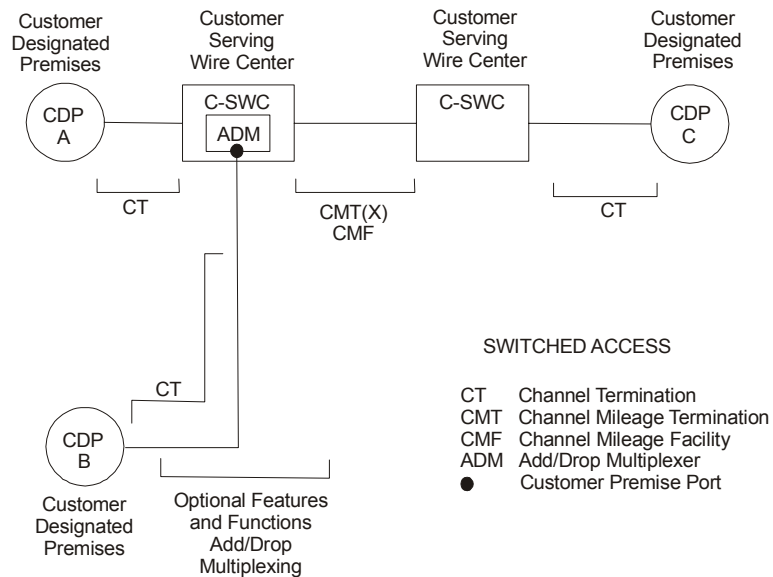 Customer
Designated
Premises
Customer
Serving
Wire Center
Customer
Serving
Wire Center
Customer
Designated
Premises
CDP
A
C-SWC
ADM
C-SWC
CDP
C
CT
CMT(X)
CMF
CT
CT
CDP
B
Customer
Designated
Premises
Optional Features
and Functions
Add/Drop
Multiplexing
SWITCHED ACCESS
CT Channel Termination
CMT Channel Mileage Termination
CMF Channel Mileage Facility
ADM Add/Drop Multiplexer
Customer Premise Port